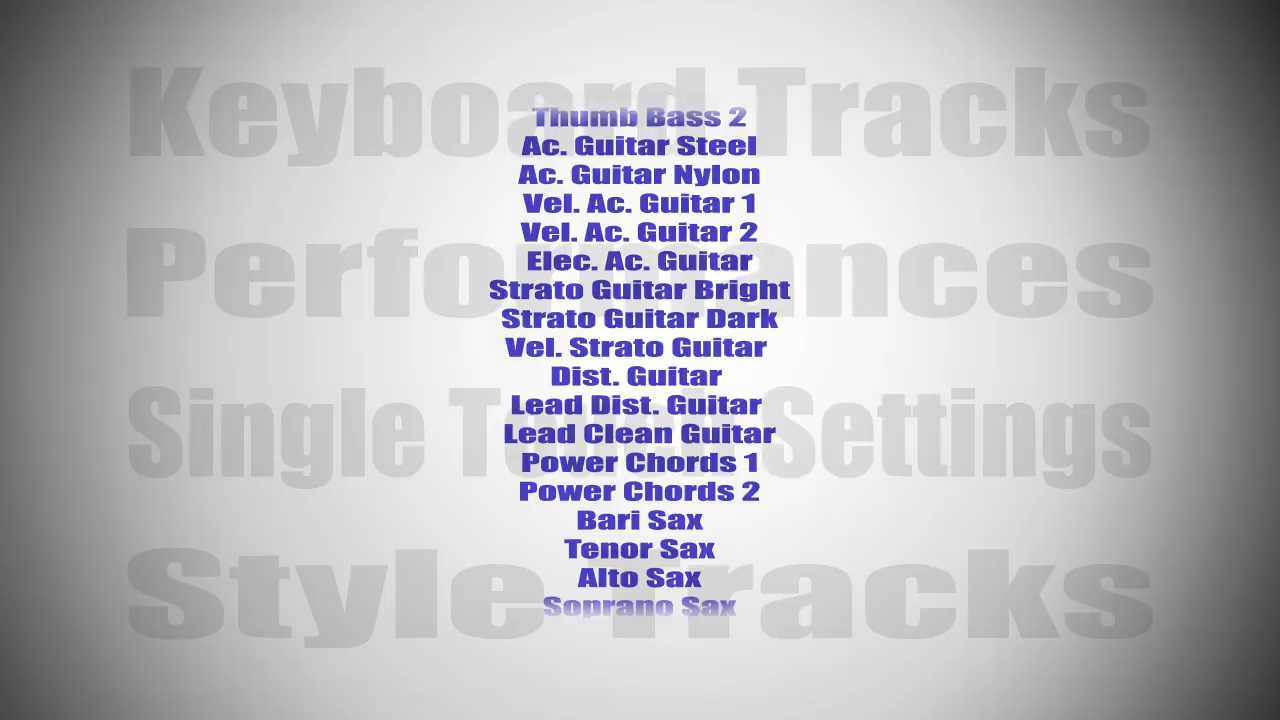 Keyboard Tracks
Performances
Single Touch Settings
Style Tracks
Thumb Bass 2
Ac. Guitar Steel
Ac. Guitar Nylon
Vel. Ac. Guitar 1
Vel. Ac. Guitar 2
Elec. Ac. Guitar
Strato Guitar Bright
Strato Guitar Dark
Vel. Strato Guitar
Dist. Guitar
Lead Dist. Guitar
Lead Clean Guitar
Power Chords 1
Power Chords 2
Bari Sax
Tenor Sax
Alto Sax
Soprano Sax